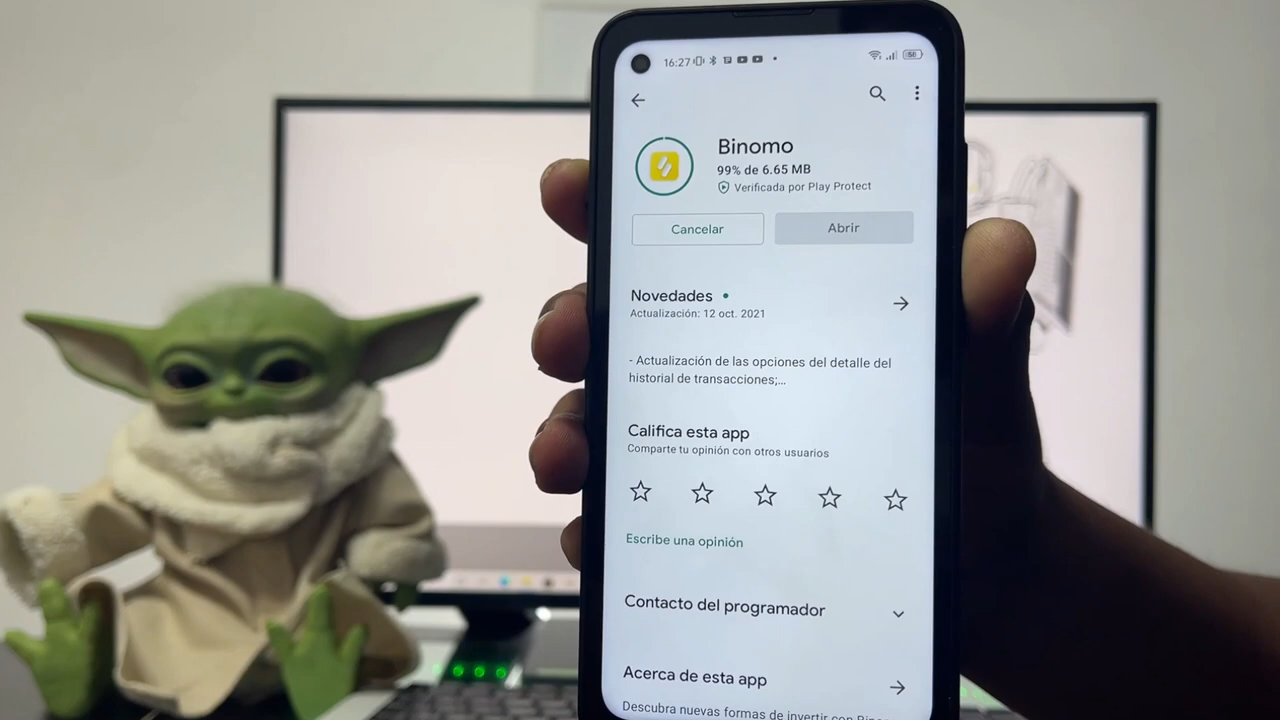 16:27
58
Binomo
99% de 6.65 MB
Verificada por Play Protect
Cancelar
Abrir
Novedades
Actualización: 12 oct. 2021
- Actualización de las opciones del detalle del
historial de transacciones;...
Califica esta app
Comparte tu opinión con otros usuarios
Escribe una opinión
Contacto del programador
Acerca de esta app
Descubra nuevas formas de invertir con